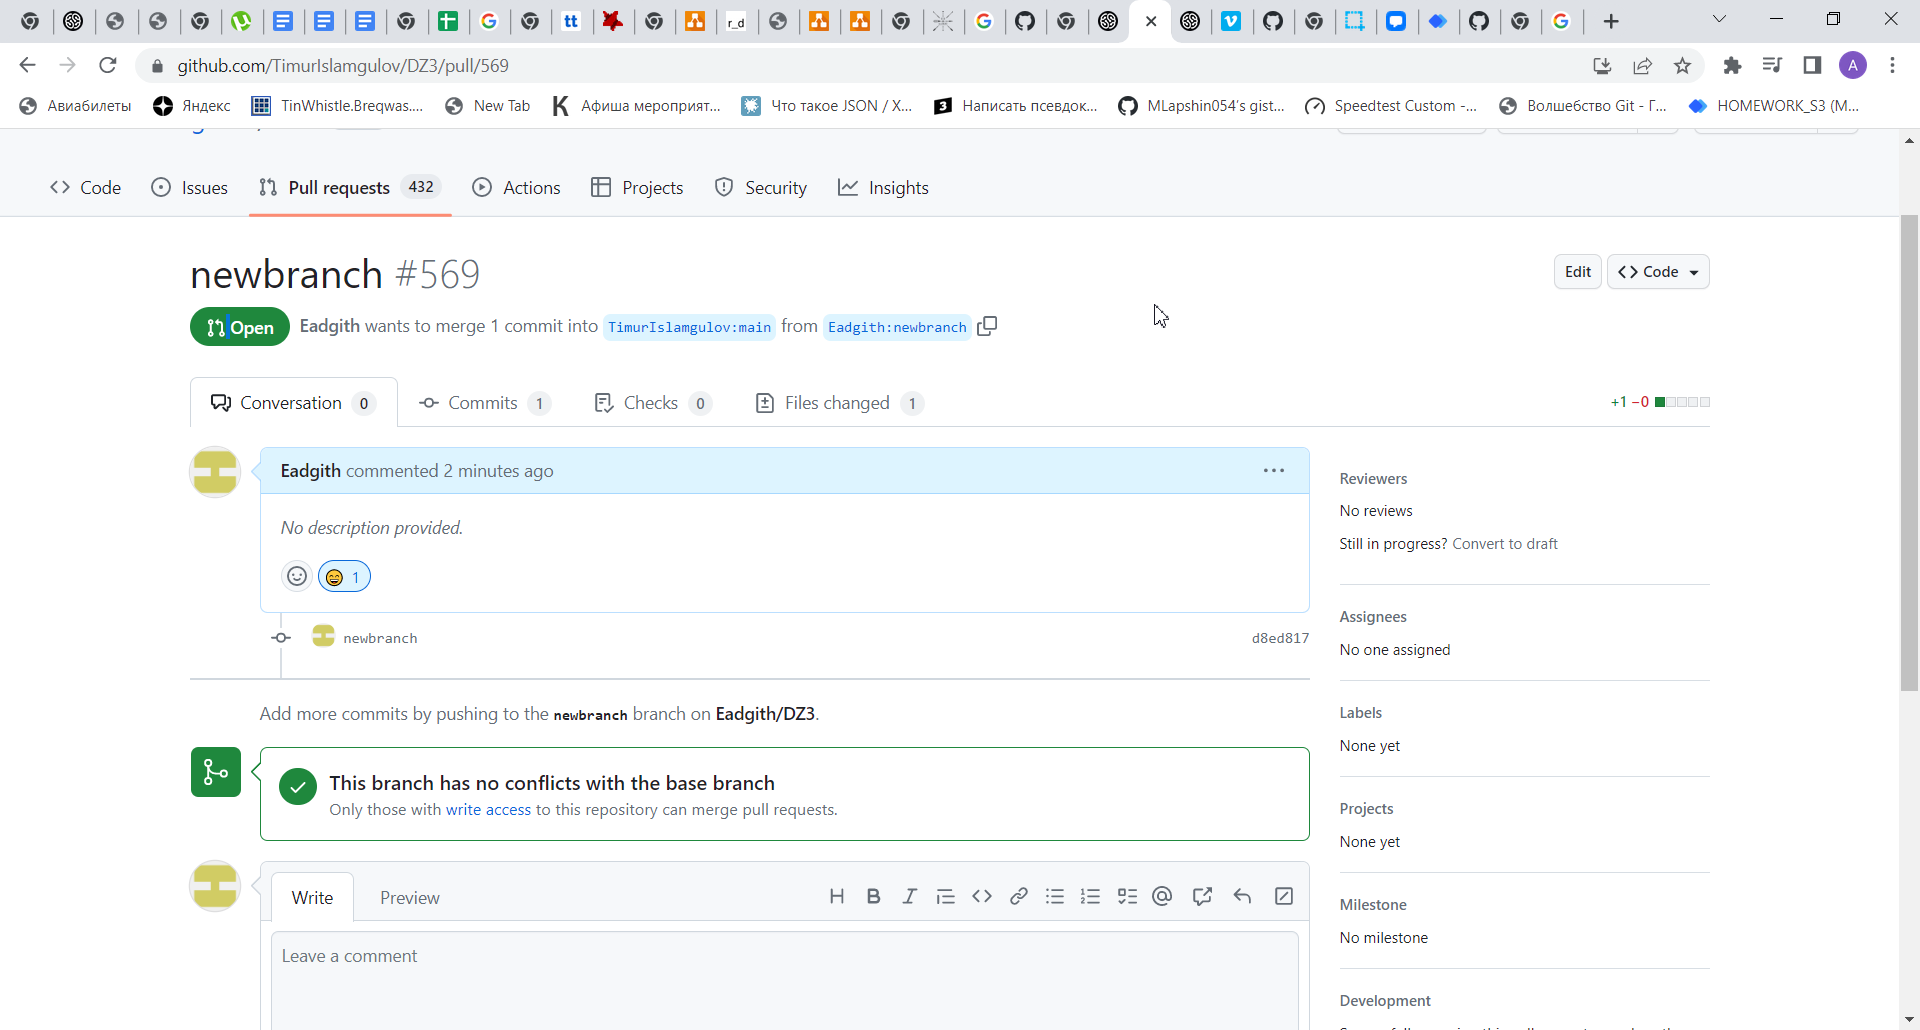 tt
r_d
github.com/TimurIslamgulov/DZ3/pull/569
A
Авиабилеты Яндекс TinWhistle.Breqwas.... New Tab Афиша мероприят... Что такое JSON / X... Написать псевдок... MLapshin054's gist... Speedtest Custom -... Волшебство Git - Г... HOMEWORK_S3 (M...
Code Issues Pull requests 432 Actions Projects Security Insights
newbranch #569
Edit <> Code
Open Eadgith wants to merge 1 commit into TimurIslamgulov:main from Eadgith:newbranch
Conversation 0 Commits 1 Checks 0 Files changed 1
+1 −0
Eadgith commented 2 minutes ago
No description provided.
1
newbranch d8ed817
Add more commits by pushing to the newbranch branch on Eadgith/DZ3.
This branch has no conflicts with the base branch
Only those with write access to this repository can merge pull requests.
Write Preview
Leave a comment
Reviewers
No reviews
Still in progress? Convert to draft
Assignees
No one assigned
Labels
None yet
Projects
None yet
Milestone
No milestone
Development